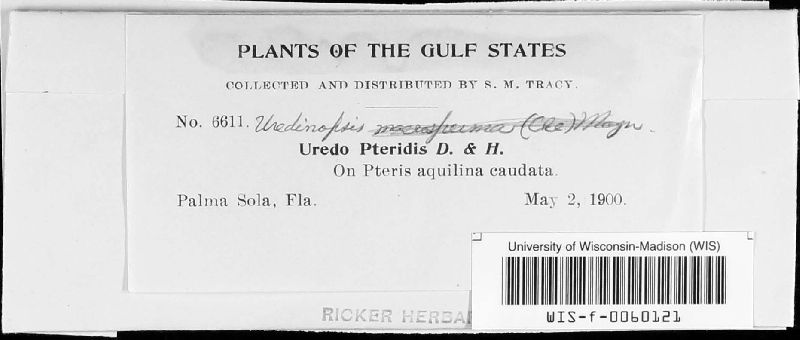 PLANTS OF THE GULF STATES
COLLECTED AND DISTRIBUTED BY S. M. TRACY.
No. 6611. Uredinopsis macrosperma (Cke) Magn.
Uredo Pteridis D. & H.
On Pteris aquilina caudata.
Palma Sola, Fla. May 2, 1900.
University of Wisconsin-Madison (WIS)
WIS-f-0060121
RICKER HERBA